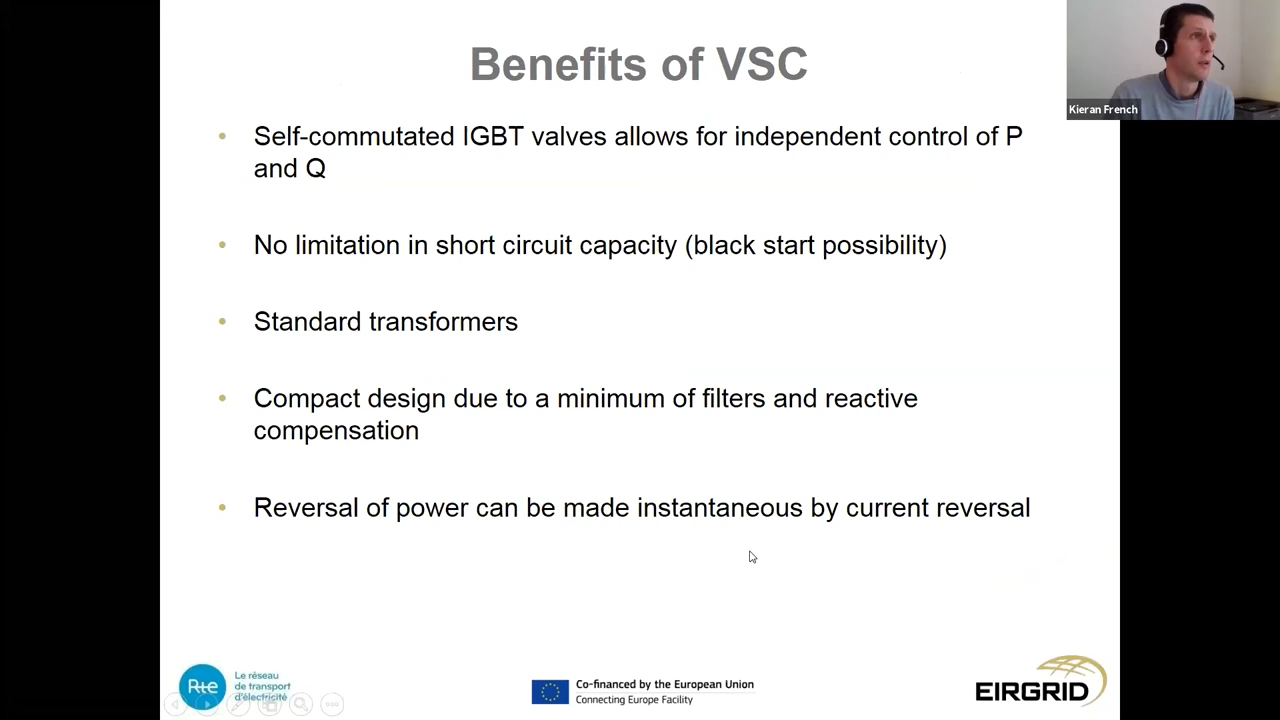 Benefits of VSC
Kieran French
• Self-commutated IGBT valves allows for independent control of P
and Q
• No limitation in short circuit capacity (black start possibility)
• Standard transformers
• Compact design due to a minimum of filters and reactive
compensation
• Reversal of power can be made instantaneous by current reversal
Rte
Le réseau
de transport
d'électricité
Co-financed by the European Union
Connecting Europe Facility
EIRGRID